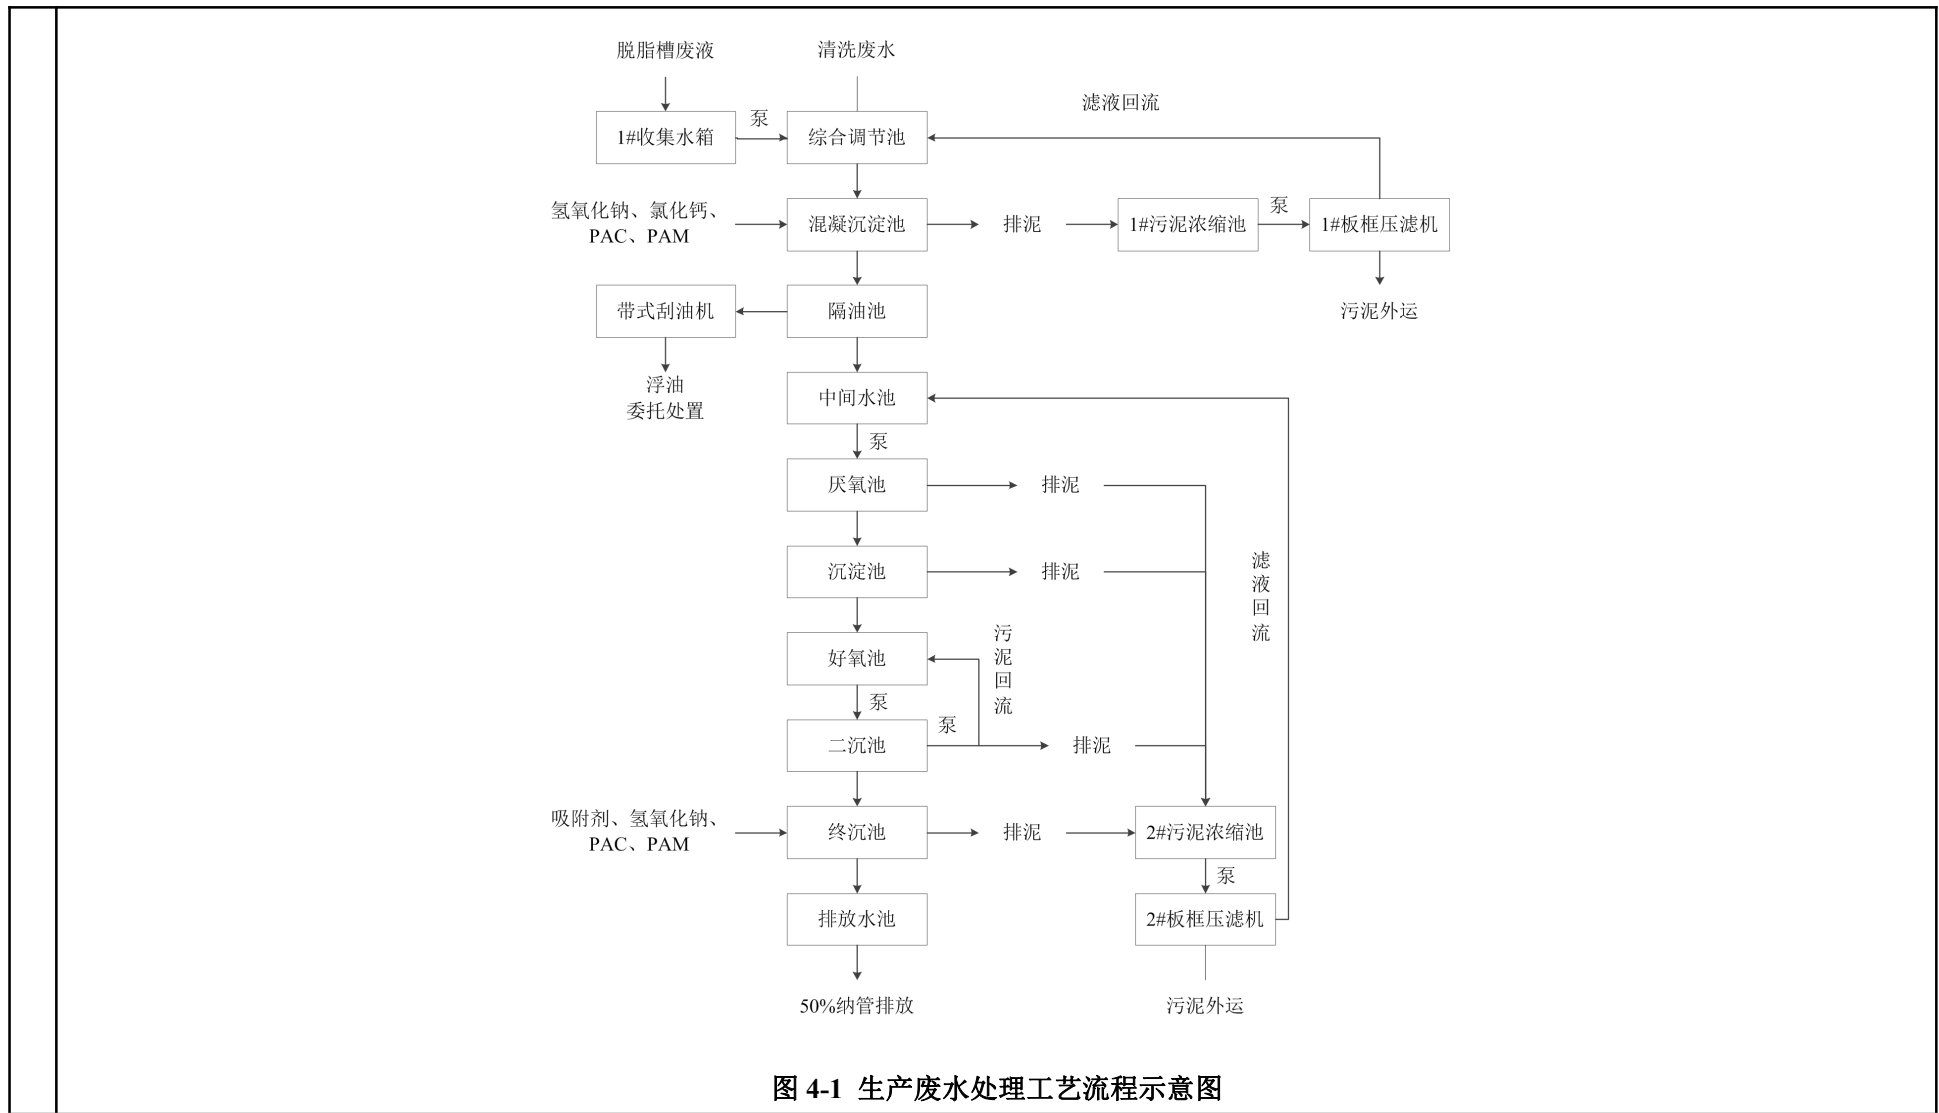 脱脂槽废液
清洗废水
滤液回流
1#收集水箱
泵
综合调节池
氢氧化钠、氯化钙、
PAC、PAM
混凝沉淀池
排泥
1#污泥浓缩池
泵
1#板框压滤机
带式刮油机
隔油池
污泥外运
浮油
委托处置
中间水池
泵
厌氧池
排泥
沉淀池
排泥
滤液回流
好氧池
污泥回流
泵
二沉池
泵
排泥
吸附剂、氢氧化钠、
PAC、PAM
终沉池
排泥
2#污泥浓缩池
泵
排放水池
2#板框压滤机
50%纳管排放
污泥外运
图 4-1 生产废水处理工艺流程示意图